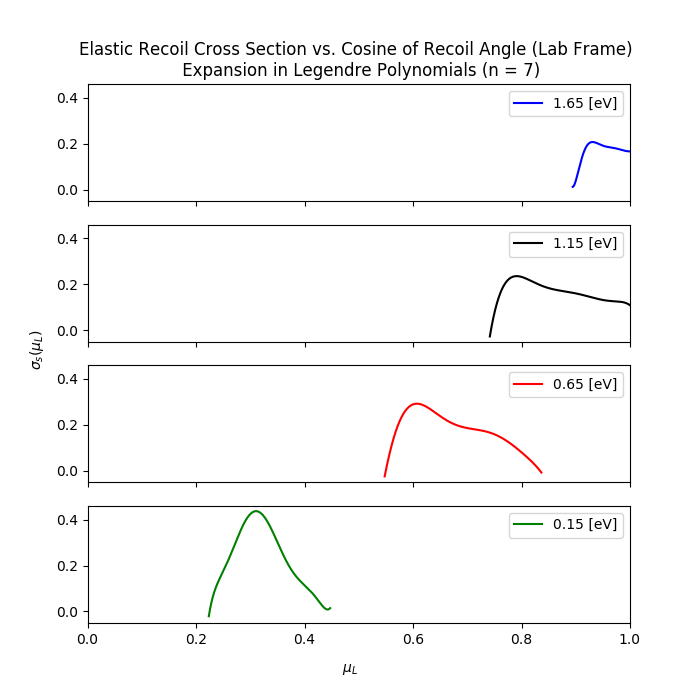 Elastic Recoil Cross Section vs. Cosine of Recoil Angle (Lab Frame)
Expansion in Legendre Polynomials (n = 7)
0.4
0.2
0.0
1.65 [eV]
0.4
0.2
0.0
1.15 [eV]
σ_s(μ_L)
0.4
0.2
0.0
0.65 [eV]
0.4
0.2
0.0
0.15 [eV]
0.0 0.2 0.4 0.6 0.8 1.0
μ_L